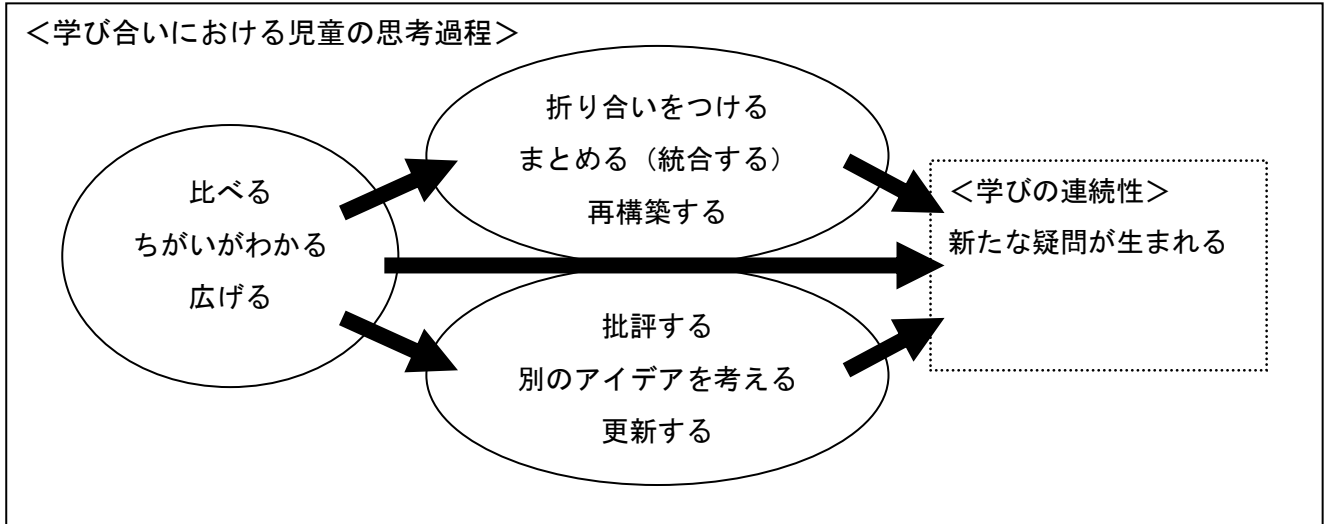 ＜学び合いにおける児童の思考過程＞
比べる
ちがいがわかる
広げる
折り合いをつける
まとめる（統合する）
再構築する
批評する
別のアイデアを考える
更新する
＜学びの連続性＞
新たな疑問が生まれる